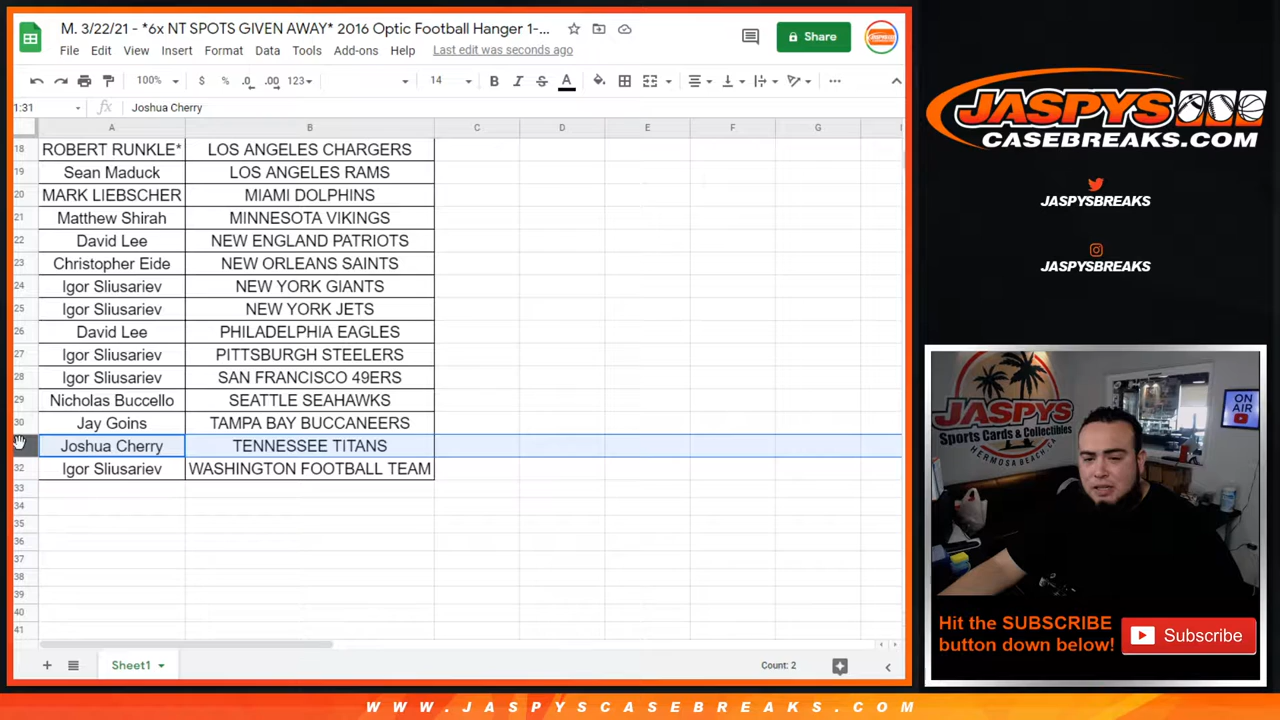 M. 3/22/21 - *6x NT SPOTS GIVEN AWAY* 2016 Optic Football Hanger 1-...
Share
File Edit View Insert Format Data Tools Add-ons Help Last edit was seconds ago
100% $ % .0 .00 123 14 B I S A
1:31 fx Joshua Cherry
A B C D E F G
18 ROBERT RUNKLE* LOS ANGELES CHARGERS
19 Sean Maduck LOS ANGELES RAMS
20 MARK LIEBSCHER MIAMI DOLPHINS
21 Matthew Shirah MINNESOTA VIKINGS
22 David Lee NEW ENGLAND PATRIOTS
23 Christopher Eide NEW ORLEANS SAINTS
24 Igor Sliusariev NEW YORK GIANTS
25 Igor Sliusariev NEW YORK JETS
26 David Lee PHILADELPHIA EAGLES
27 Igor Sliusariev PITTSBURGH STEELERS
28 Igor Sliusariev SAN FRANCISCO 49ERS
29 Nicholas Buccello SEATTLE SEAHAWKS
30 Jay Goins TAMPA BAY BUCCANEERS
Joshua Cherry TENNESSEE TITANS
32 Igor Sliusariev WASHINGTON FOOTBALL TEAM
33
34
35
36
37
38
39
40
41
Sheet1
Count: 2
JASPYS
CASEBREAKS.COM
JASPYSBREAKS
JASPYSBREAKS
JASPYS
Sports Cards & Collectibles
HERMOSA BEACH CA
ON AIR
Hit the SUBSCRIBE
button down below!
Subscribe
WWW.JASPYSCASEBREAKS.COM